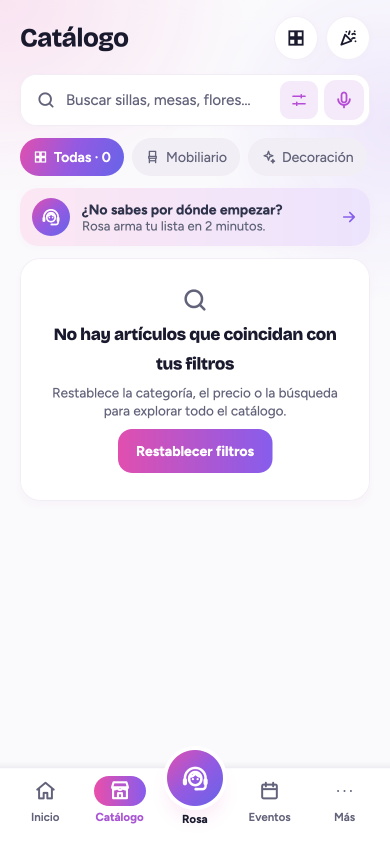 Catálogo
Buscar sillas, mesas, flores...
Todas · 0
Mobiliario
Decoración
¿No sabes por dónde empezar?
Rosa arma tu lista en 2 minutos.
No hay artículos que coincidan con
tus filtros
Restablece la categoría, el precio o la búsqueda
para explorar todo el catálogo.
Restablecer filtros
Inicio
Catálogo
Rosa
Eventos
Más